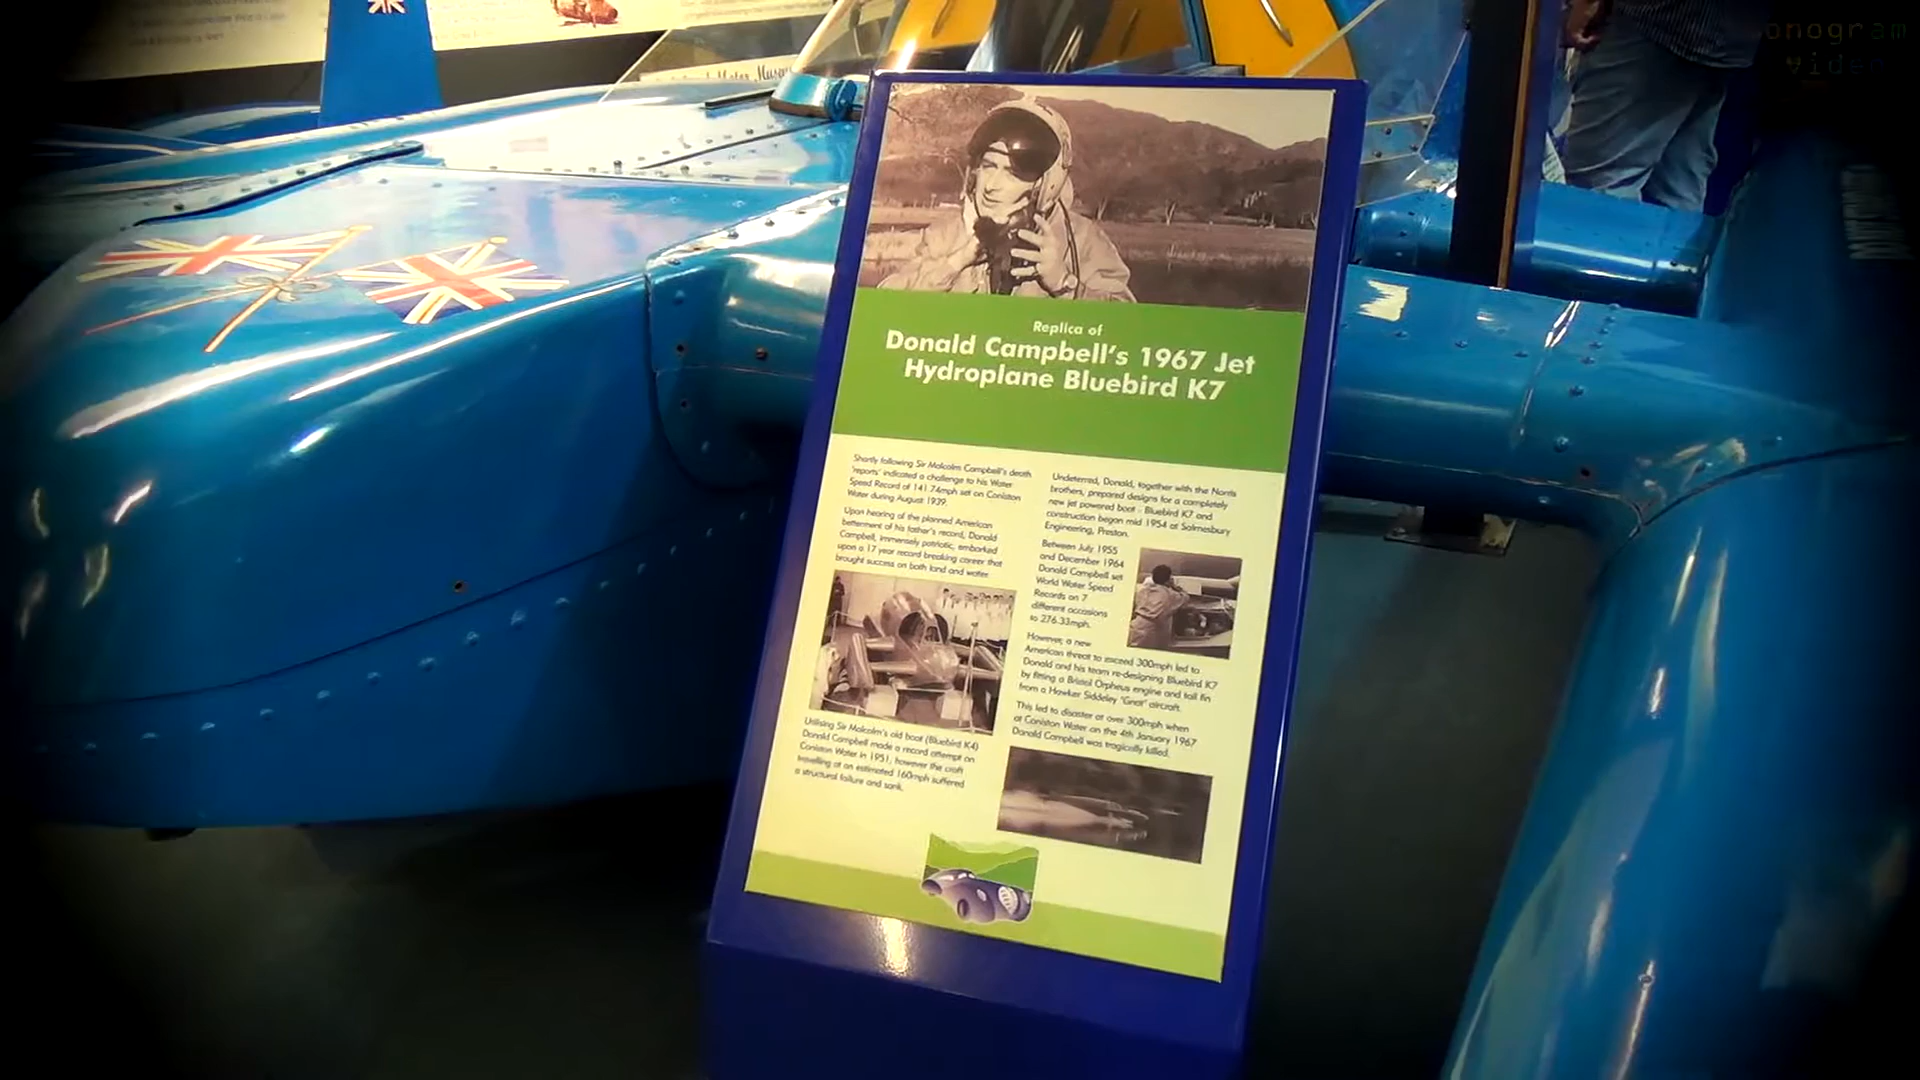 onogram
video
Motor Museum
Replica of
Donald Campbell's 1967 Jet
Hydroplane Bluebird K7
Shortly following Sir Malcolm Campbell's death
'reports' indicated a challenge to his Water
Speed Record of 141.74mph set on Coniston
Water during August 1939.
Upon hearing of the planned American
betterment of his father's record, Donald
Campbell, immensely patriotic, embarked
upon a 17 year record breaking career that
brought success on both land and water.
Utilising Sir Malcolm's old boat (Bluebird K4)
Donald Campbell made a record attempt on
Coniston Water in 1951, however the craft
travelling at an estimated 160mph suffered
a structural failure and sank.
Undeterred, Donald, together with the Norris
brothers, prepared designs for a completely
new jet powered boat - Bluebird K7 and
construction began mid 1954 at Salmesbury
Engineering, Preston.
Between July 1955
and December 1964
Donald Campbell set
World Water Speed
Records on 7
different occasions
to 276.33mph.
However, a new
American threat to exceed 300mph led to
Donald and his team re-designing Bluebird K7
by fitting a Bristol Orpheus engine and tail fin
from a Hawker Siddeley 'Gnat' aircraft.
This led to disaster at over 300mph when
at Coniston Water on the 4th January 1967
Donald Campbell was tragically killed.